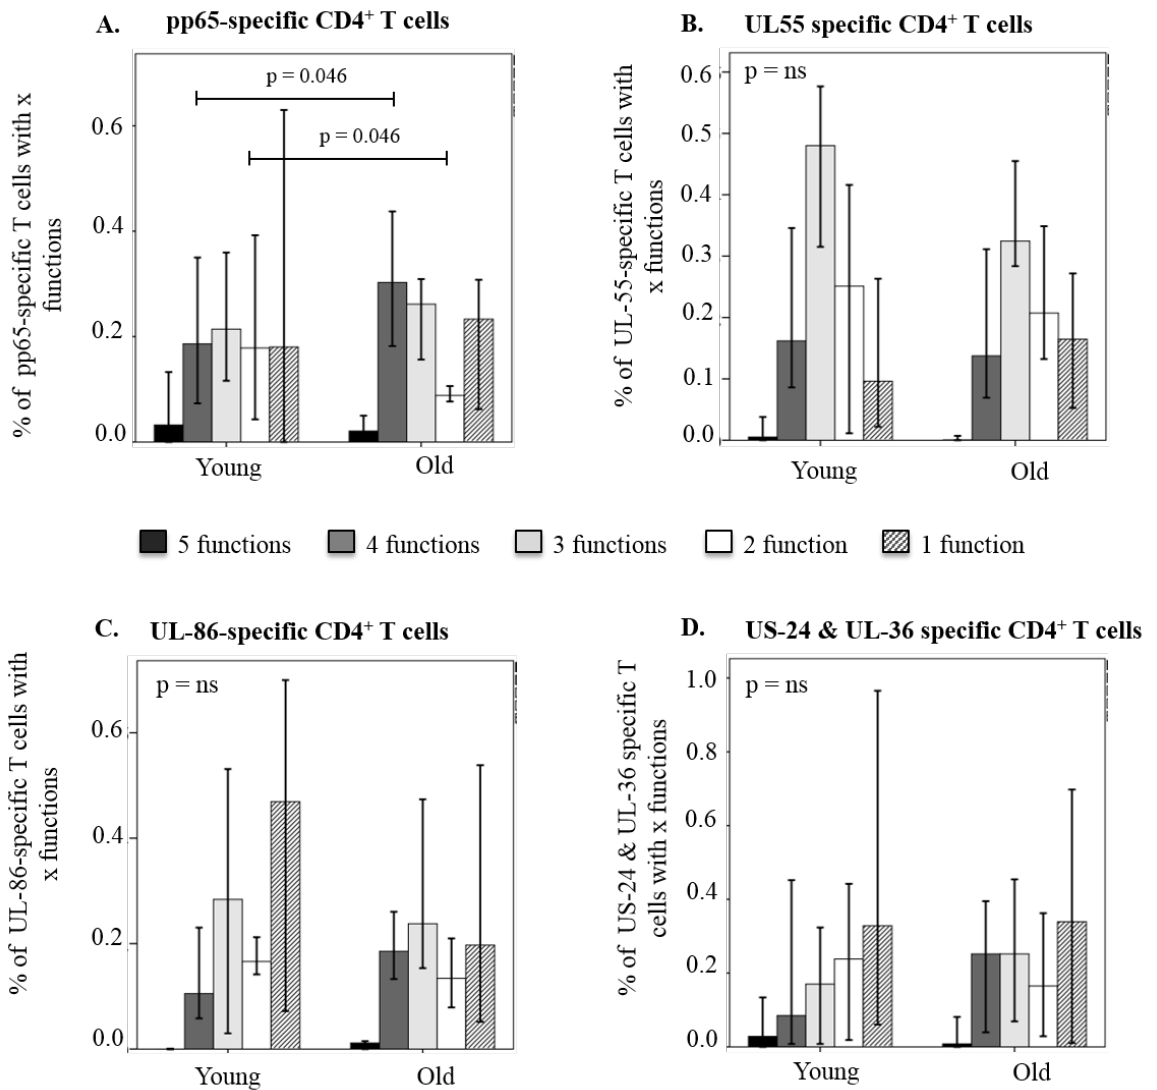 A. pp65-specific CD4+ T cells
% of pp65-specific T cells with x
functions
p = 0.046
p = 0.046
0.6
0.4
0.2
0.0
Young
Old
B. UL55 specific CD4+ T cells
% of UL-55-specific T cells with
x functions
p = ns
0.6
0.5
0.4
0.3
0.2
0.1
0.0
Young
Old
5 functions
4 functions
3 functions
2 function
1 function
C. UL-86-specific CD4+ T cells
% of UL-86-specific T cells with
x functions
p = ns
0.6
0.4
0.2
0.0
Young
Old
D. US-24 & UL-36 specific CD4+ T cells
% of US-24 & UL-36 specific T
cells with x functions
p = ns
1.0
0.8
0.6
0.4
0.2
0.0
Young
Old